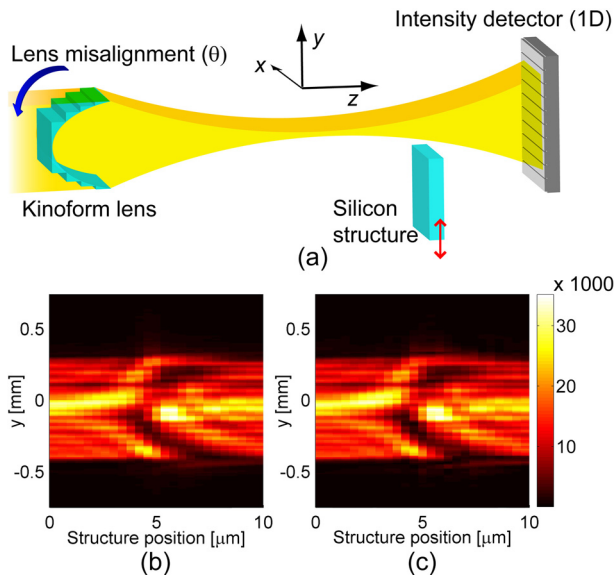 Intensity detector (1D)
Lens misalignment (θ)
y
x
z
Kinoform lens
Silicon
structure
(a)
x 1000
0.5
0
-0.5
y [mm]
0 5 10
Structure position [μm]
(b)
0.5
0
-0.5
y [mm]
0 5 10
Structure position [μm]
(c)
30
20
10